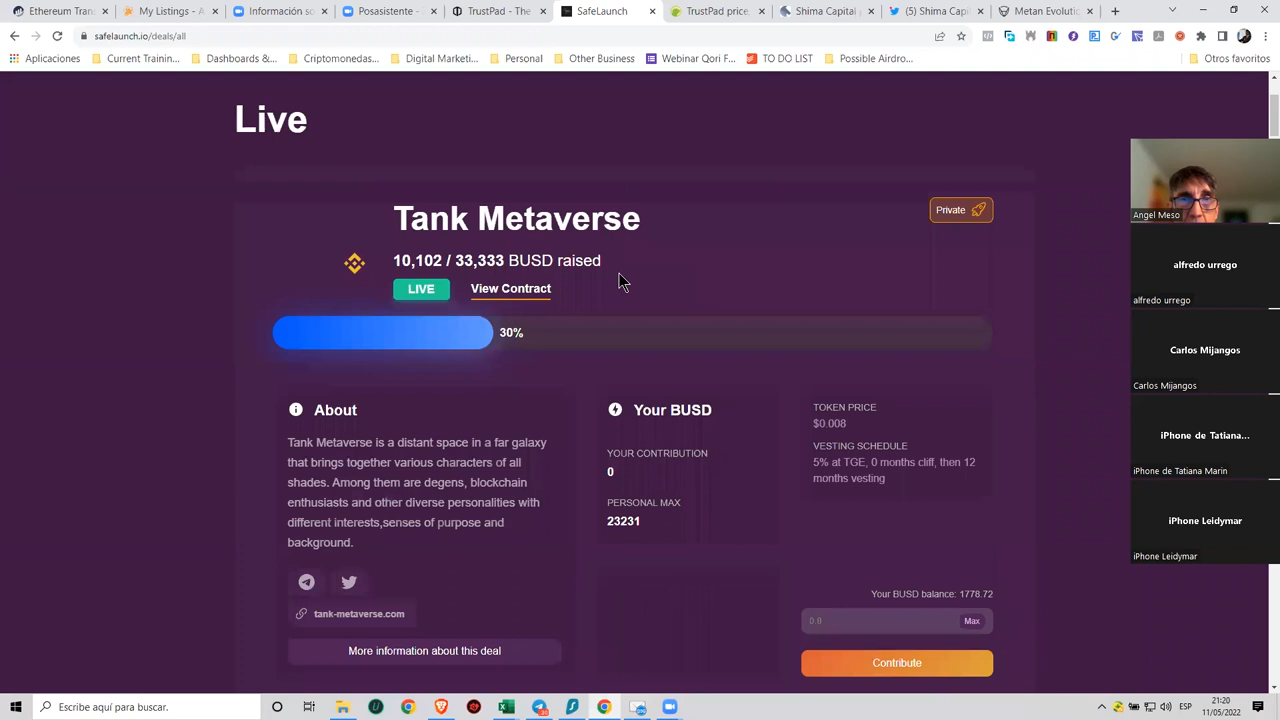 Ethereum Tran
My Listings - A
Información so
Posasistente
TrustPad - The
SafeLaunch
TrustPad price,
Shima Capital
(5) Shima Capi
Metan Evoluti
safelaunch.io/deals/all
Aplicaciones
Current Trainin...
Dashboards &...
Criptomonedas...
Digital Marketi...
Personal
Other Business
Webinar Qori F...
TO DO LIST
Possible Airdro...
Otros favoritos
Live
Tank Metaverse
Private
10,102 / 33,333 BUSD raised
LIVE
View Contract
30%
About
Tank Metaverse is a distant space in a far galaxy
that brings together various characters of all
shades. Among them are degens, blockchain
enthusiasts and other diverse personalities with
different interests,senses of purpose and
background.
tank-metaverse.com
More information about this deal
Your BUSD
YOUR CONTRIBUTION
0
PERSONAL MAX
23231
TOKEN PRICE
$0.008
VESTING SCHEDULE
5% at TGE, 0 months cliff, then 12
months vesting
Your BUSD balance: 1778.72
0.0
Max
Contribute
Angel Meso
alfredo urrego
alfredo urrego
Carlos Mijangos
Carlos Mijangos
iPhone de Tatiana...
iPhone de Tatiana Marin
iPhone Leidymar
iPhone Leidymar
Escribe aquí para buscar.
ESP
21:20
11/05/2022